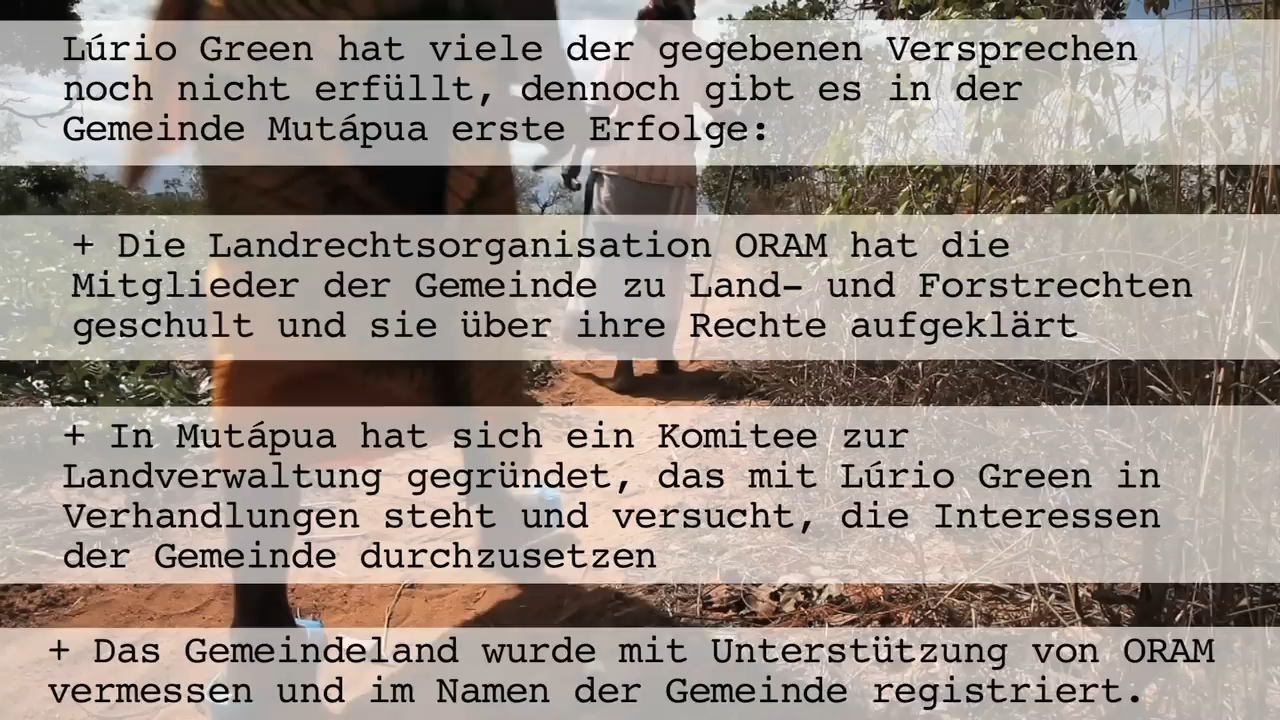 Lúrio Green hat viele der gegebenen Versprechen
noch nicht erfüllt, dennoch gibt es in der
Gemeinde Mutápua erste Erfolge:
+ Die Landrechtsorganisation ORAM hat die
Mitglieder der Gemeinde zu Land- und Forstrechten
geschult und sie über ihre Rechte aufgeklärt
+ In Mutápua hat sich ein Komitee zur
Landverwaltung gegründet, das mit Lúrio Green in
Verhandlungen steht und versucht, die Interessen
der Gemeinde durchzusetzen
+ Das Gemeindeland wurde mit Unterstützung von ORAM
vermessen und im Namen der Gemeinde registriert.